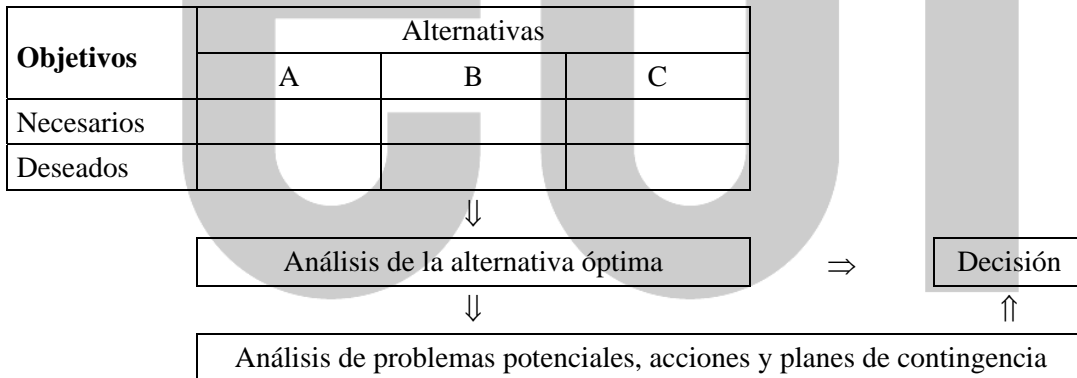 Objetivos
Alternativas
A B C
Necesarios
Deseados
⇓
Análisis de la alternativa óptima ⇒ Decisión
⇓ ⇑
Análisis de problemas potenciales, acciones y planes de contingencia